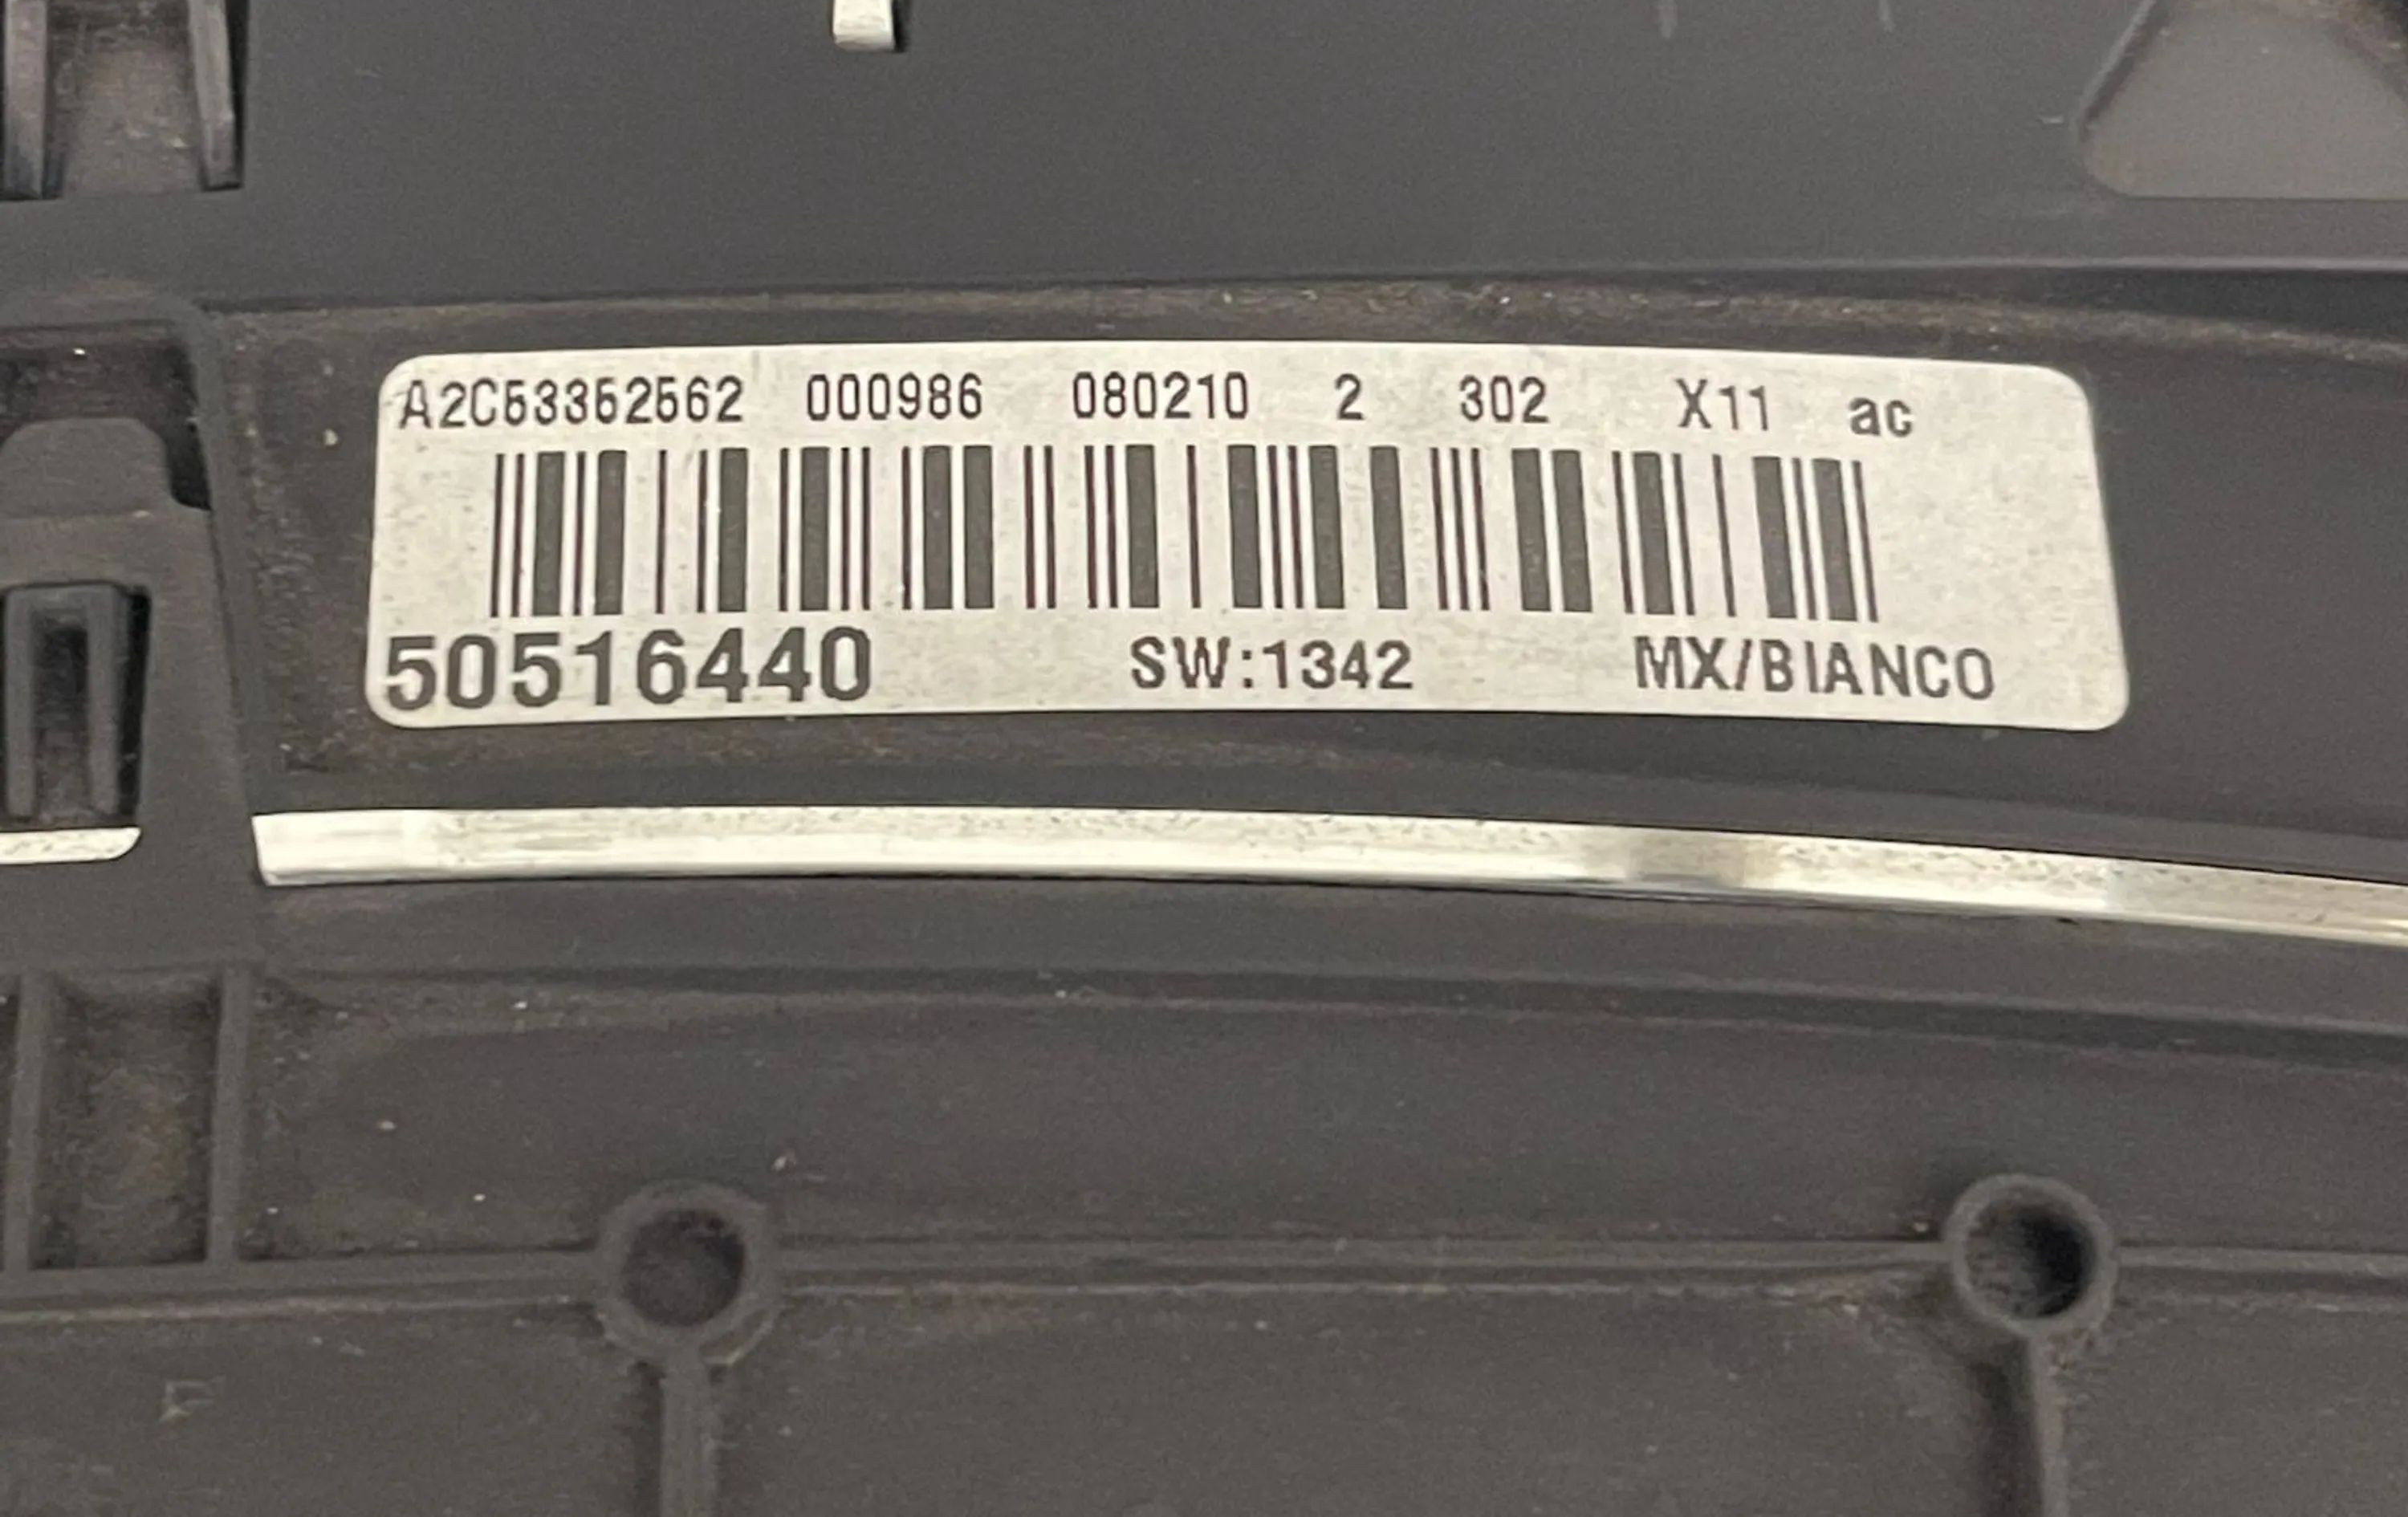 A2C53352562 000986 080210 2 302 X11 ac
50516440 SW:1342 MX/BIANCO